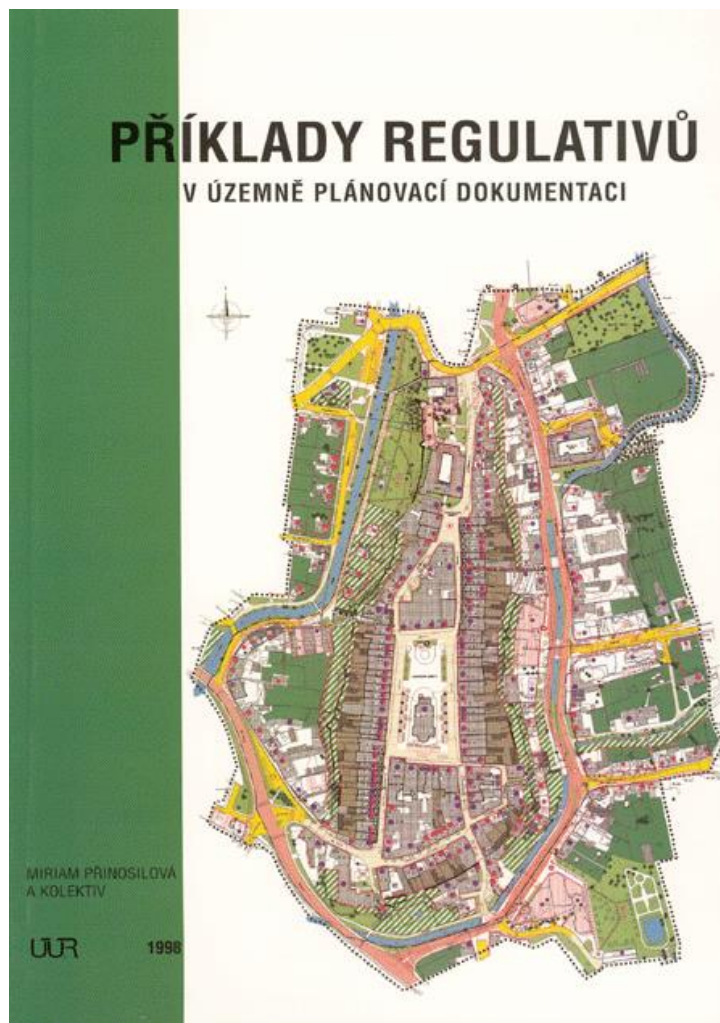 PŘÍKLADY REGULATIVŮ
V ÚZEMNĚ PLÁNOVACÍ DOKUMENTACI
MIRIAM PŘINOSILOVÁ
A KOLEKTIV
ÚÚR
1998